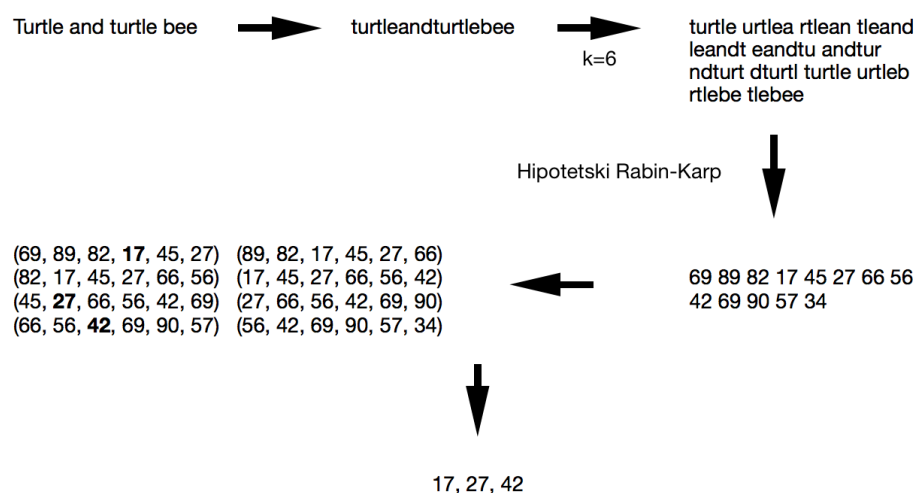 Turtle and turtle bee
turtleandturtlebee
k=6
turtle urtlea rtlean tleand
leandt eandtu andtur
ndturt dturtl turtle urtleb
rtlebe tlebee
Hipotetski Rabin-Karp
69 89 82 17 45 27 66 56
42 69 90 57 34
(69, 89, 82, 17, 45, 27) (89, 82, 17, 45, 27, 66)
(82, 17, 45, 27, 66, 56) (17, 45, 27, 66, 56, 42)
(45, 27, 66, 56, 42, 69) (27, 66, 56, 42, 69, 90)
(66, 56, 42, 69, 90, 57) (56, 42, 69, 90, 57, 34)
17, 27, 42